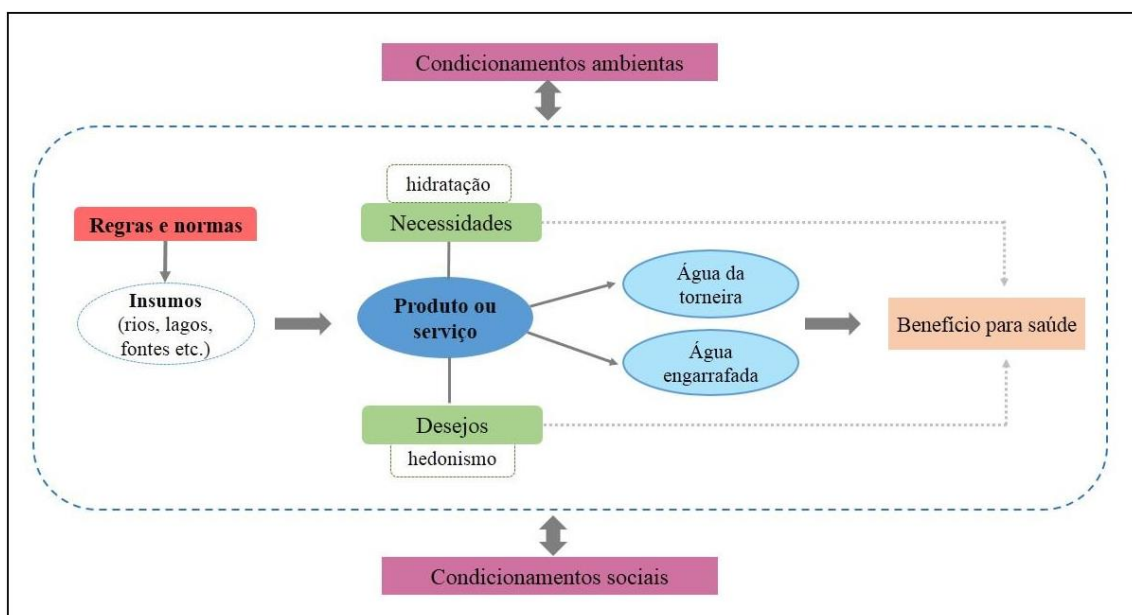 Condicionamentos ambientas
hidratação
Necessidades
Regras e normas
Insumos
(rios, lagos,
fontes etc.)
Produto ou
serviço
Água da
torneira
Água
engarrafada
Benefício para saúde
Desejos
hedonismo
Condicionamentos sociais